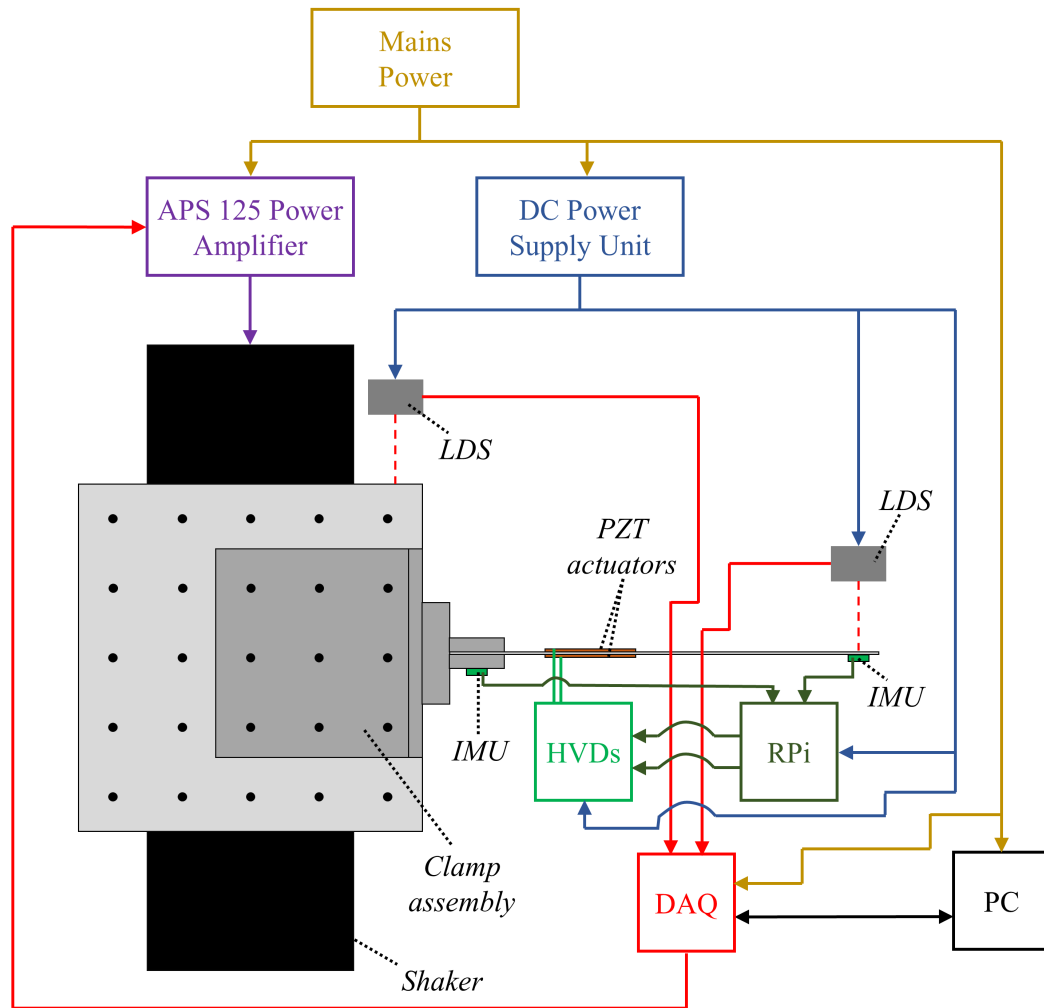 Mains
Power
APS 125 Power
Amplifier
DC Power
Supply Unit
LDS
LDS
PZT
actuators
IMU
IMU
HVDs
RPi
Clamp
assembly
DAQ
PC
Shaker